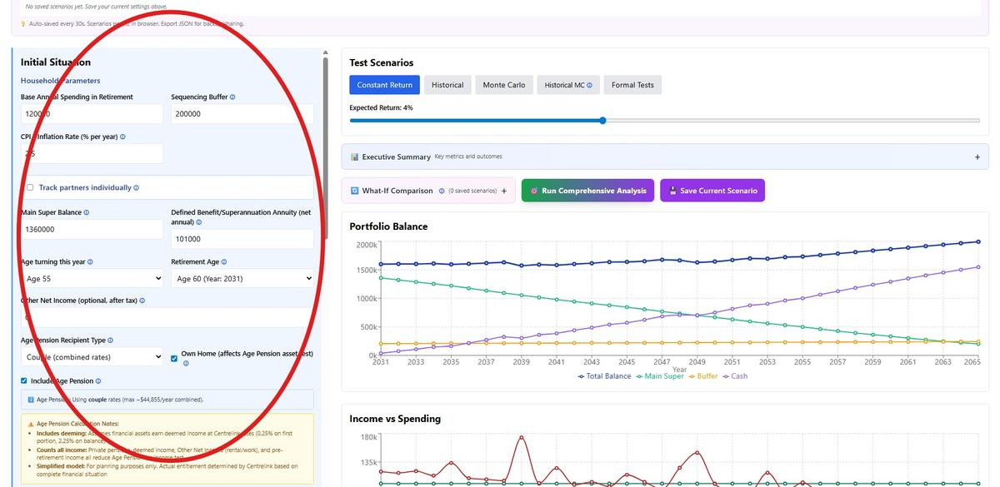 No saved scenarios yet. Save your current settings above.
💡 Auto-saved every 30s. Scenarios in browser. Export JSON for sharing.
Initial Situation
Household Parameters
Base Annual Spending in Retirement
Sequencing Buffer ⓘ
120000
200000
CPI / Inflation Rate (% per year) ⓘ
2.5
Track partners individually ⓘ
Main Super Balance ⓘ
Defined Benefit/Superannuation Annuity (net
annual) ⓘ
1360000
101000
Age turning this year ⓘ
Retirement Age ⓘ
Age 55
Age 60 (Year: 2031)
Other Net Income (optional, after tax) ⓘ
Age Pension Recipient Type ⓘ
Couple (combined rates)
Own Home (affects Age Pension asset test)
ⓘ
Include Age Pension ⓘ
ℹ️ Age Pension: Using couple rates (max ~$44,855/year combined).
⚠️ Age Pension Calculation Notes:
• Includes deeming: Assumes financial assets earn deemed income at Centrelink rates (0.25% on first
portion, 2.25% on balance)
• Counts all income: Private pension, deemed income, Other Net Income (rental/work), and pre-
retirement income all reduce Age Pension via income test
• Simplified model: For planning purposes only. Actual entitlement determined by Centrelink based on
complete financial situation
Test Scenarios
Constant Return
Historical
Monte Carlo
Historical MC ⓘ
Formal Tests
Expected Return: 4%
📊 Executive Summary Key metrics and outcomes +
🔄 What-If Comparison ⓘ (0 saved scenarios) +
🎯 Run Comprehensive Analysis
💾 Save Current Scenario
Portfolio Balance
2000k
1500k
1000k
500k
0k
2031 2033 2035 2037 2039 2041 2043 2045 2047 2049 2051 2053 2055 2057 2059 2061 2063 2065
Year
Total Balance Main Super Buffer Cash
Income vs Spending
180k
135k